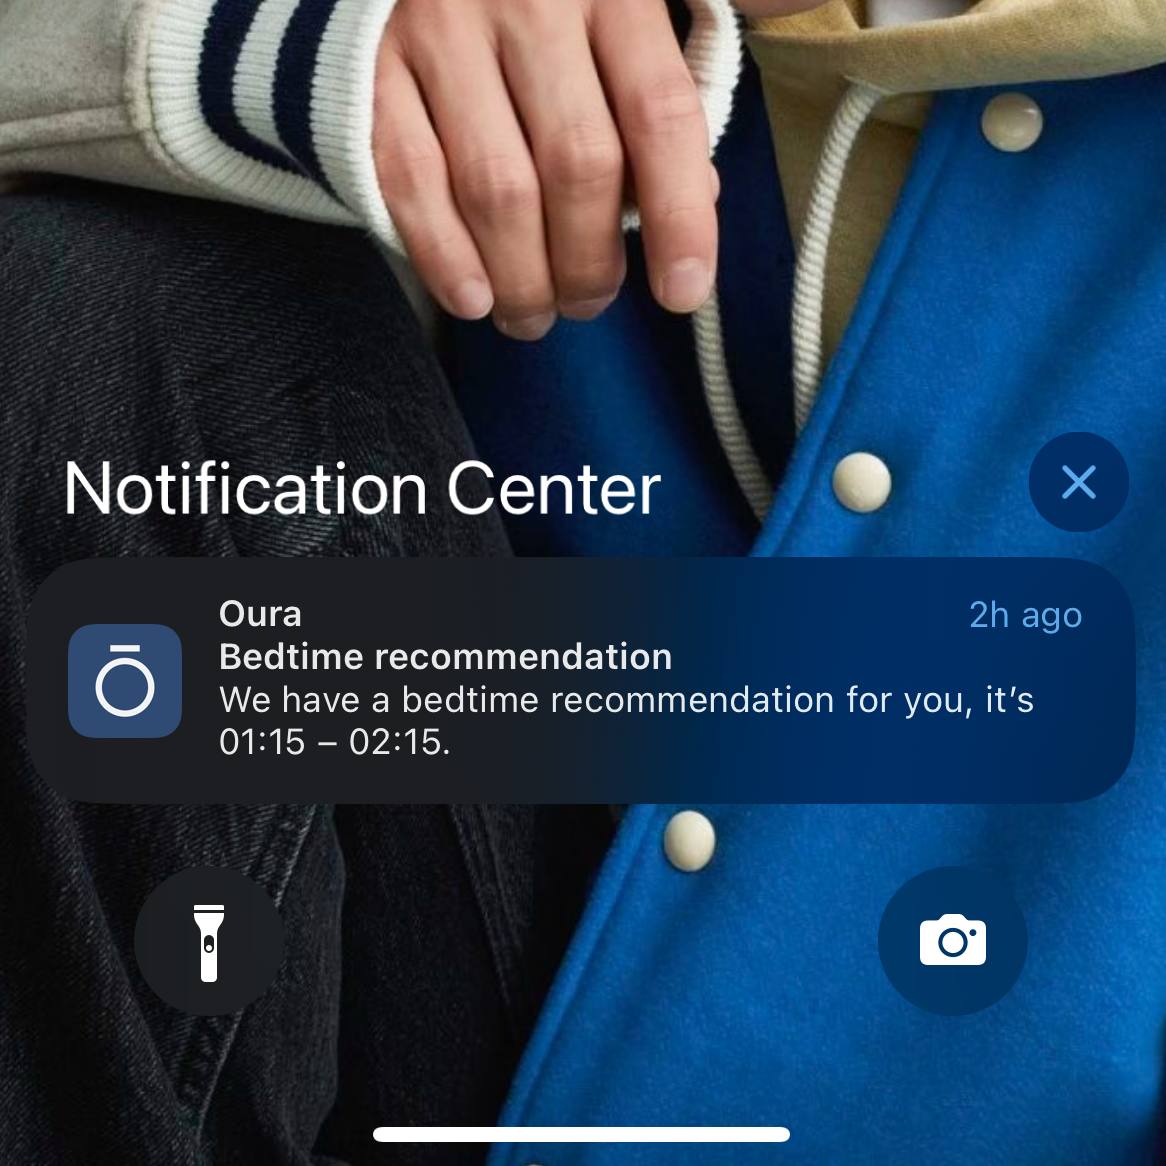 Notification Center
Oura
2h ago
Bedtime recommendation
We have a bedtime recommendation for you, it’s
01:15 – 02:15.